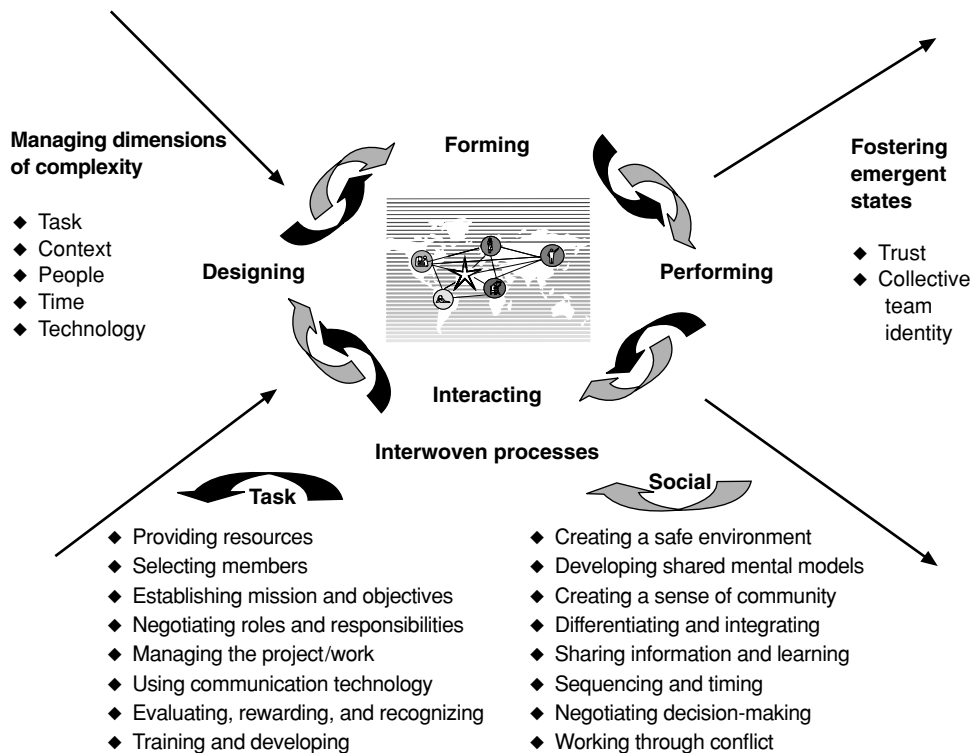 Managing dimensions
of complexity
◆ Task
◆ Context
◆ People
◆ Time
◆ Technology
Forming
Designing
Performing
Interacting
Fostering
emergent
states
◆ Trust
◆ Collective
team
identity
Interwoven processes
Task
◆ Providing resources
◆ Selecting members
◆ Establishing mission and objectives
◆ Negotiating roles and responsibilities
◆ Managing the project/work
◆ Using communication technology
◆ Evaluating, rewarding, and recognizing
◆ Training and developing
Social
◆ Creating a safe environment
◆ Developing shared mental models
◆ Creating a sense of community
◆ Differentiating and integrating
◆ Sharing information and learning
◆ Sequencing and timing
◆ Negotiating decision-making
◆ Working through conflict